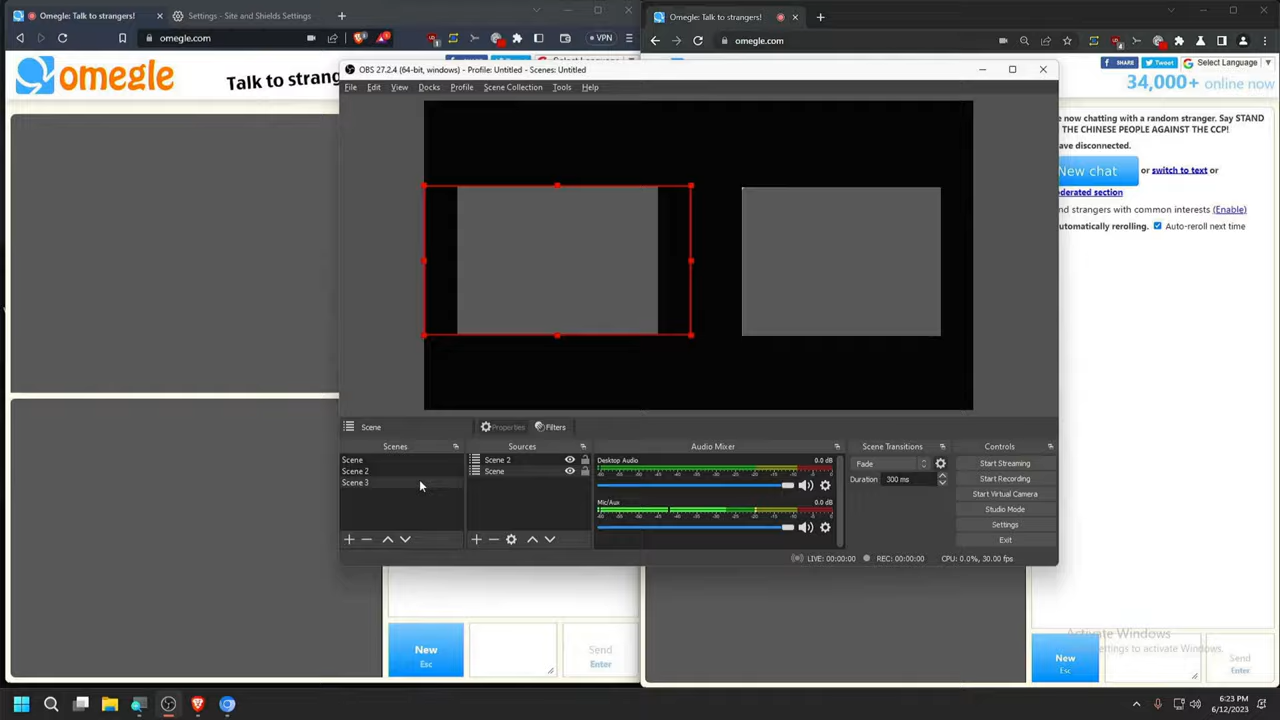 Omegle: Talk to strangers!
Settings - Site and Shields Settings
omegle.com
VPN
Omegle: Talk to strangers!
omegle.com
SHARE
Tweet
Select Language
omegle
Talk to strang
34,000+ online now
OBS 27.2.4 (64-bit, windows) - Profile: Untitled - Scenes: Untitled
File Edit View Docks Profile Scene Collection Tools Help
e now chatting with a random stranger. Say STAND
THE CHINESE PEOPLE AGAINST THE CCP!
ave disconnected.
New chat or switch to text or
derated section
nd strangers with common interests (Enable)
utomatically rerolling. Auto-reroll next time
Scene
Properties
Filters
Scenes
Sources
Audio Mixer
Scene Transitions
Controls
Scene
Scene 2
Scene 3
Scene 2
Scene
Desktop Audio 0.0 dB
Mic/Aux 0.0 dB
Fade
Duration 300 ms
Start Streaming
Start Recording
Start Virtual Camera
Studio Mode
Settings
Exit
LIVE: 00:00:00 REC: 00:00:00 CPU: 0.0%, 30.00 fps
New
Esc
Send
Enter
Activate Windows
ettings to activate Windows.
New
Esc
Send
Enter
6:23 PM
6/12/2023